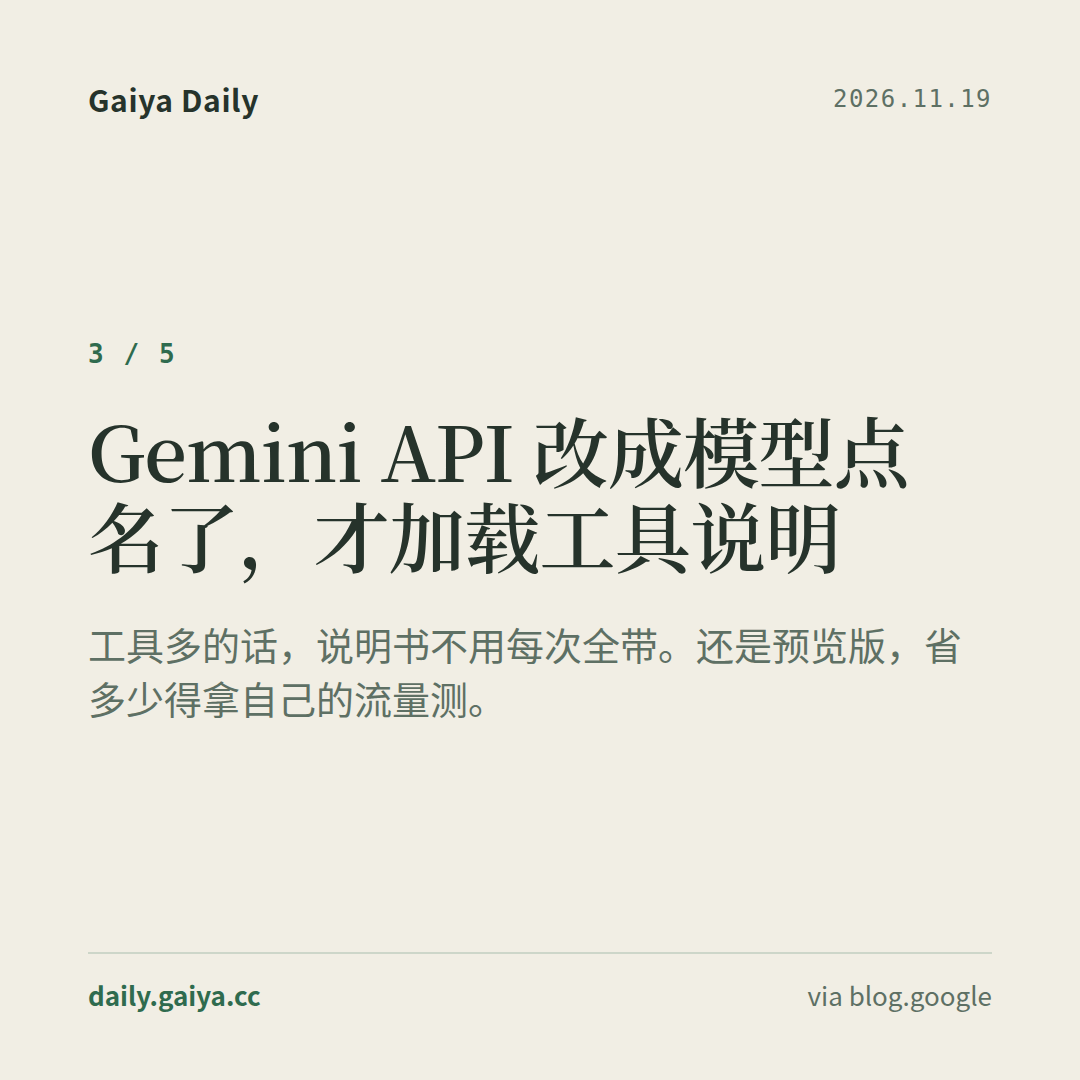 Gaiya Daily
2026.11.19
3 / 5
Gemini API 改成模型点
名了，才加载工具说明
工具多的话，说明书不用每次全带。还是预览版，省
多少得拿自己的流量测。
daily.gaiya.cc
via blog.google